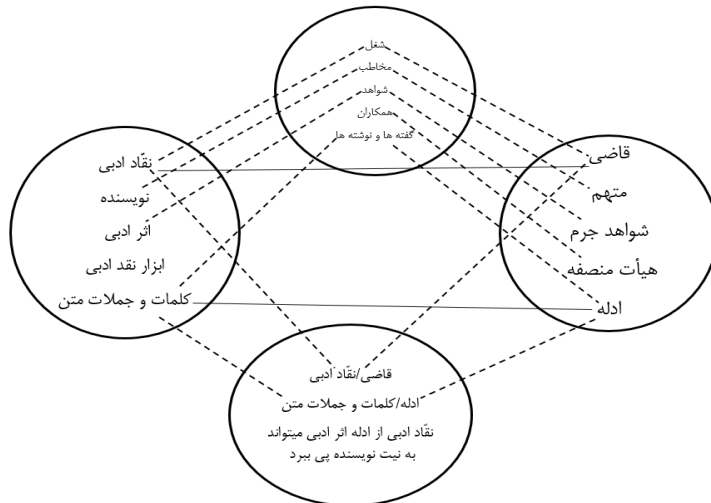 شغل
مخاطب
شواهد
همکاران
گفته ها و نوشته ها
قاضی
متهم
شواهد جرم
هیأت منصفه
ادله
نقّاد ادبی
نویسنده
اثر ادبی
ابزار نقد ادبی
کلمات و جملات متن
قاضی/نقّاد ادبی
ادله/کلمات و جملات متن
نقّاد ادبی از ادله اثر ادبی میتواند
به نیت نویسنده پی ببرد